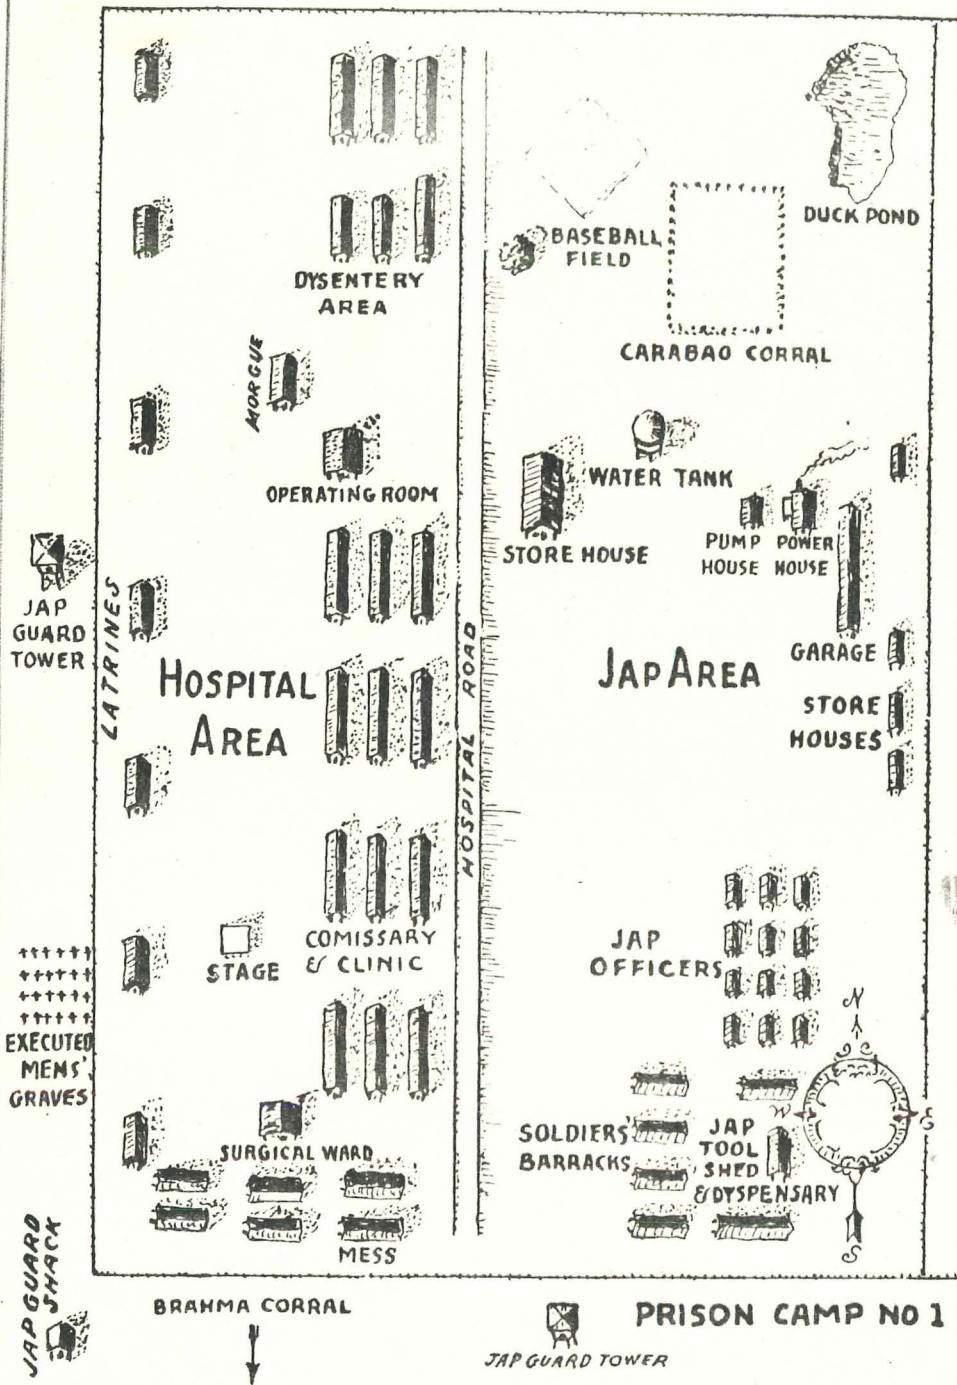 DUCK POND
BASEBALL
FIELD
DYSENTERY
AREA
CARABAO CORRAL
MORGUE
OPERATING ROOM
WATER TANK
STORE HOUSE
PUMP
HOUSE
POWER
HOUSE
JAP
GUARD
TOWER
LATRINES
HOSPITAL
AREA
HOSPITAL ROAD
JAP AREA
GARAGE
STORE
HOUSES
STAGE
COMISSARY
& CLINIC
JAP
OFFICERS
EXECUTED
MENS'
GRAVES
N
W
E
S
SURGICAL WARD
SOLDIERS'
BARRACKS
JAP
TOOL
SHED
& DYSPENSARY
MESS
JAP GUARD
SHACK
BRAHMA CORRAL
JAP GUARD TOWER
PRISON CAMP NO 1